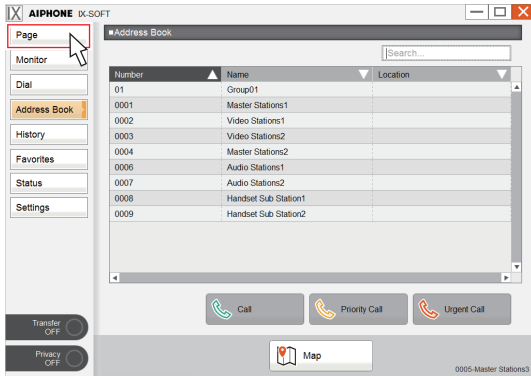 IX AIPHONE IX-SOFT
Page
Monitor
Dial
Address Book
History
Favorites
Status
Settings
Transfer
OFF
Privacy
OFF
■Address Book
Search...
Number Name Location
01 Group01
0001 Master Stations1
0002 Video Stations1
0003 Video Stations2
0004 Master Stations2
0006 Audio Stations1
0007 Audio Stations2
0008 Handset Sub Station1
0009 Handset Sub Station2
Call Priority Call Urgent Call
Map
0005-Master Stations3